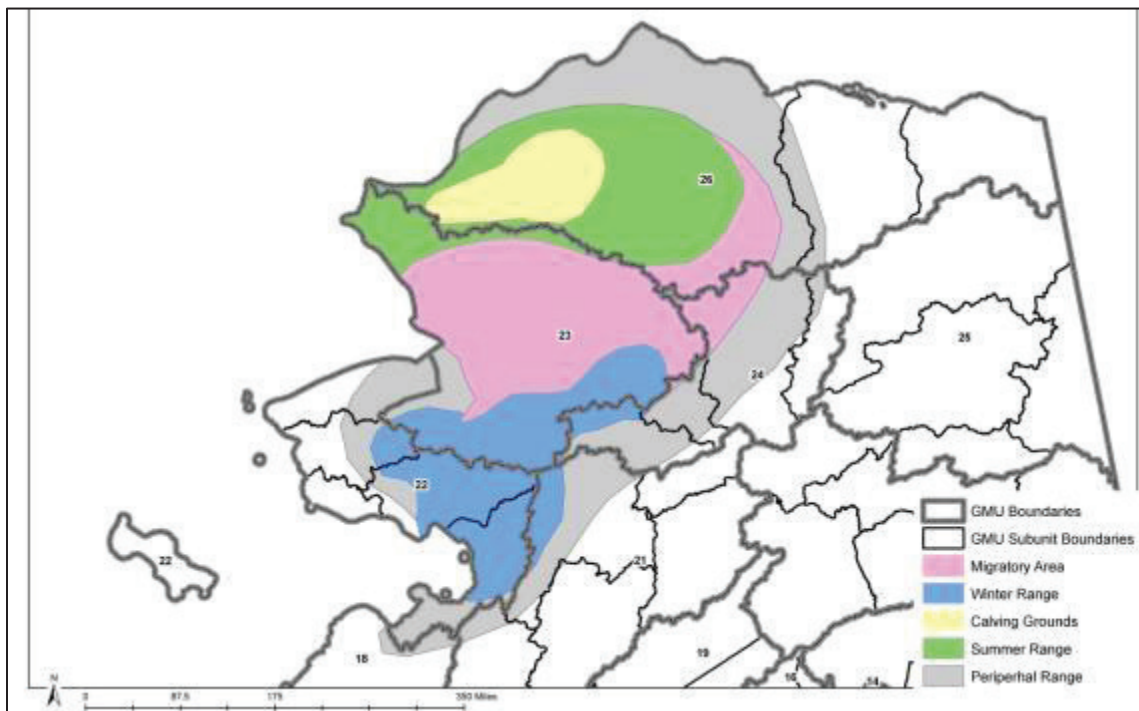 26
23
25
24
22
22
21
18
19
16
14
GMU Boundaries
GMU Subunit Boundaries
Migratory Area
Winter Range
Calving Grounds
Summer Range
Periperhal Range
N
0 87.5 175 350 Miles